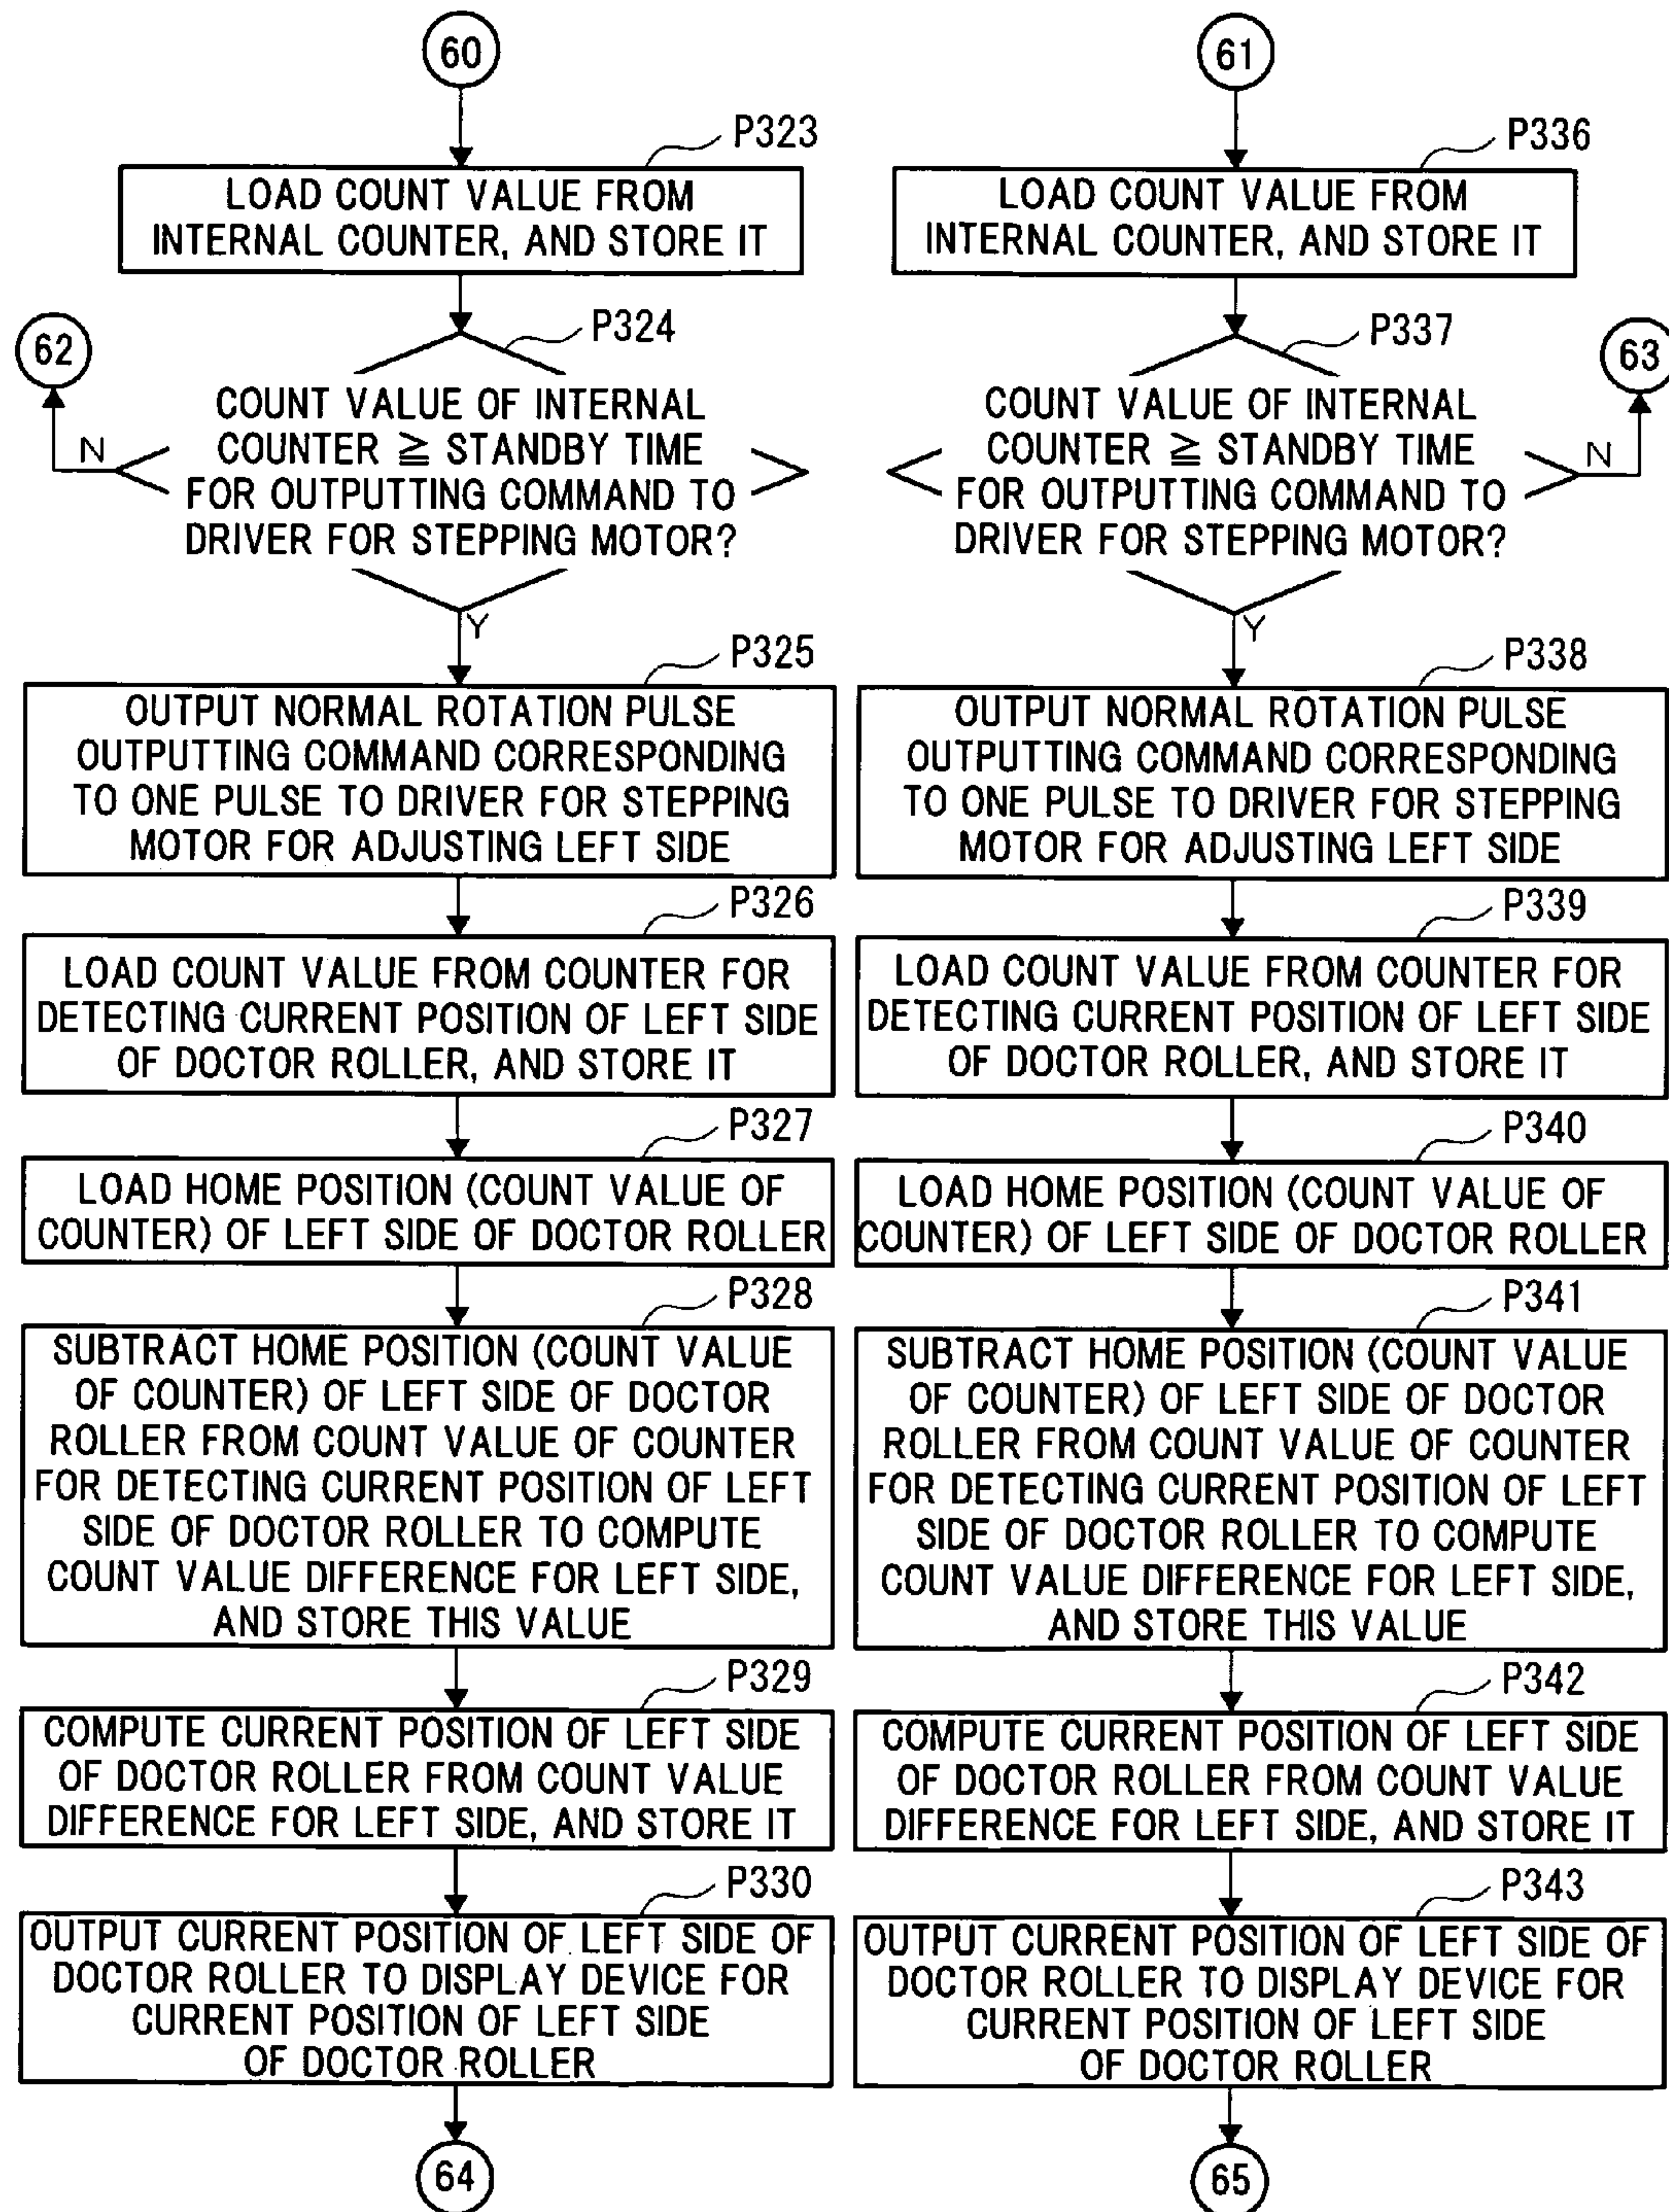 60
P323
LOAD COUNT VALUE FROM
INTERNAL COUNTER, AND STORE IT
P324
62
COUNT VALUE OF INTERNAL
COUNTER ≧ STANDBY TIME
FOR OUTPUTTING COMMAND TO
DRIVER FOR STEPPING MOTOR?
N
Y
P325
OUTPUT NORMAL ROTATION PULSE
OUTPUTTING COMMAND CORRESPONDING
TO ONE PULSE TO DRIVER FOR STEPPING
MOTOR FOR ADJUSTING LEFT SIDE
P326
LOAD COUNT VALUE FROM COUNTER FOR
DETECTING CURRENT POSITION OF LEFT SIDE
OF DOCTOR ROLLER, AND STORE IT
P327
LOAD HOME POSITION (COUNT VALUE OF
COUNTER) OF LEFT SIDE OF DOCTOR ROLLER
P328
SUBTRACT HOME POSITION (COUNT VALUE
OF COUNTER) OF LEFT SIDE OF DOCTOR
ROLLER FROM COUNT VALUE OF COUNTER
FOR DETECTING CURRENT POSITION OF LEFT
SIDE OF DOCTOR ROLLER TO COMPUTE
COUNT VALUE DIFFERENCE FOR LEFT SIDE,
AND STORE THIS VALUE
P329
COMPUTE CURRENT POSITION OF LEFT SIDE
OF DOCTOR ROLLER FROM COUNT VALUE
DIFFERENCE FOR LEFT SIDE, AND STORE IT
P330
OUTPUT CURRENT POSITION OF LEFT SIDE OF
DOCTOR ROLLER TO DISPLAY DEVICE FOR
CURRENT POSITION OF LEFT SIDE
OF DOCTOR ROLLER
64
61
P336
LOAD COUNT VALUE FROM
INTERNAL COUNTER, AND STORE IT
P337
63
COUNT VALUE OF INTERNAL
COUNTER ≧ STANDBY TIME
FOR OUTPUTTING COMMAND TO
DRIVER FOR STEPPING MOTOR?
N
Y
P338
OUTPUT NORMAL ROTATION PULSE
OUTPUTTING COMMAND CORRESPONDING
TO ONE PULSE TO DRIVER FOR STEPPING
MOTOR FOR ADJUSTING LEFT SIDE
P339
LOAD COUNT VALUE FROM COUNTER FOR
DETECTING CURRENT POSITION OF LEFT SIDE
OF DOCTOR ROLLER, AND STORE IT
P340
LOAD HOME POSITION (COUNT VALUE OF
COUNTER) OF LEFT SIDE OF DOCTOR ROLLER
P341
SUBTRACT HOME POSITION (COUNT VALUE
OF COUNTER) OF LEFT SIDE OF DOCTOR
ROLLER FROM COUNT VALUE OF COUNTER
FOR DETECTING CURRENT POSITION OF LEFT
SIDE OF DOCTOR ROLLER TO COMPUTE
COUNT VALUE DIFFERENCE FOR LEFT SIDE,
AND STORE THIS VALUE
P342
COMPUTE CURRENT POSITION OF LEFT SIDE
OF DOCTOR ROLLER FROM COUNT VALUE
DIFFERENCE FOR LEFT SIDE, AND STORE IT
P343
OUTPUT CURRENT POSITION OF LEFT SIDE OF
DOCTOR ROLLER TO DISPLAY DEVICE FOR
CURRENT POSITION OF LEFT SIDE
OF DOCTOR ROLLER
65